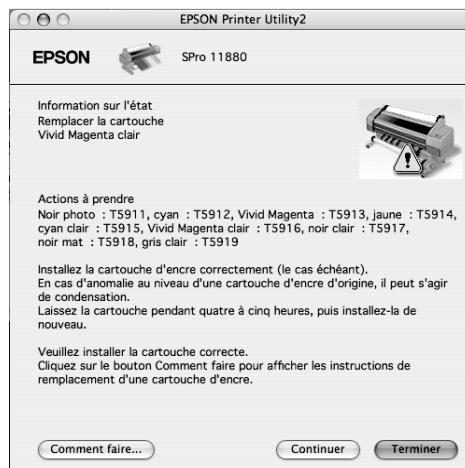 EPSON Printer Utility2
EPSON
SPro 11880
Information sur l'état
Remplacer la cartouche
Vivid Magenta clair
Actions à prendre
Noir photo : T5911, cyan : T5912, Vivid Magenta : T5913, jaune : T5914,
cyan clair : T5915, Vivid Magenta clair : T5916, noir clair : T5917,
noir mat : T5918, gris clair : T5919
Installez la cartouche d'encre correctement (le cas échéant).
En cas d'anomalie au niveau d'une cartouche d'encre d'origine, il peut s'agir
de condensation.
Laissez la cartouche pendant quatre à cinq heures, puis installez-la de
nouveau.
Veuillez installer la cartouche correcte.
Cliquez sur le bouton Comment faire pour afficher les instructions de
remplacement d'une cartouche d'encre.
Comment faire...
Continuer
Terminer